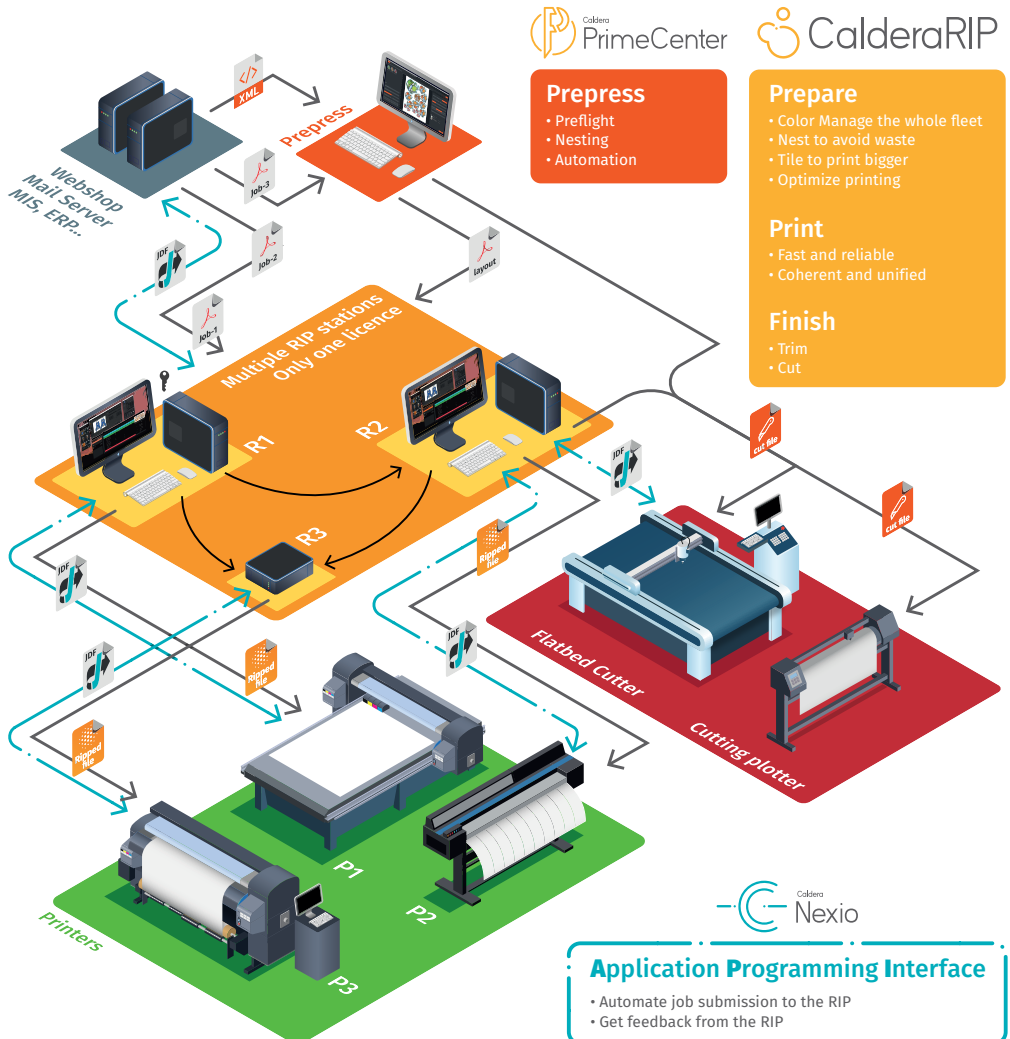 Caldera
PrimeCenter
CalderaRIP
Prepress
• Preflight
• Nesting
• Automation
Prepare
• Color Manage the whole fleet
• Nest to avoid waste
• Tile to print bigger
• Optimize printing
Print
• Fast and reliable
• Coherent and unified
Finish
• Trim
• Cut
</>
XML
Prepress
Job-3
Webshop
Mail Server
MIS, ERP...
JDF
Job-2
layout
Job-1
Multiple RIP stations
Only one licence
AA
AA
R1
R2
R3
cut file
cut file
JDF
Ripped
file
JDF
JDF
JDF
Ripped
file
Ripped
file
Flatbed Cutter
Cutting plotter
P1
P2
P3
Printers
Caldera
Nexio
Application Programming Interface
• Automate job submission to the RIP
• Get feedback from the RIP